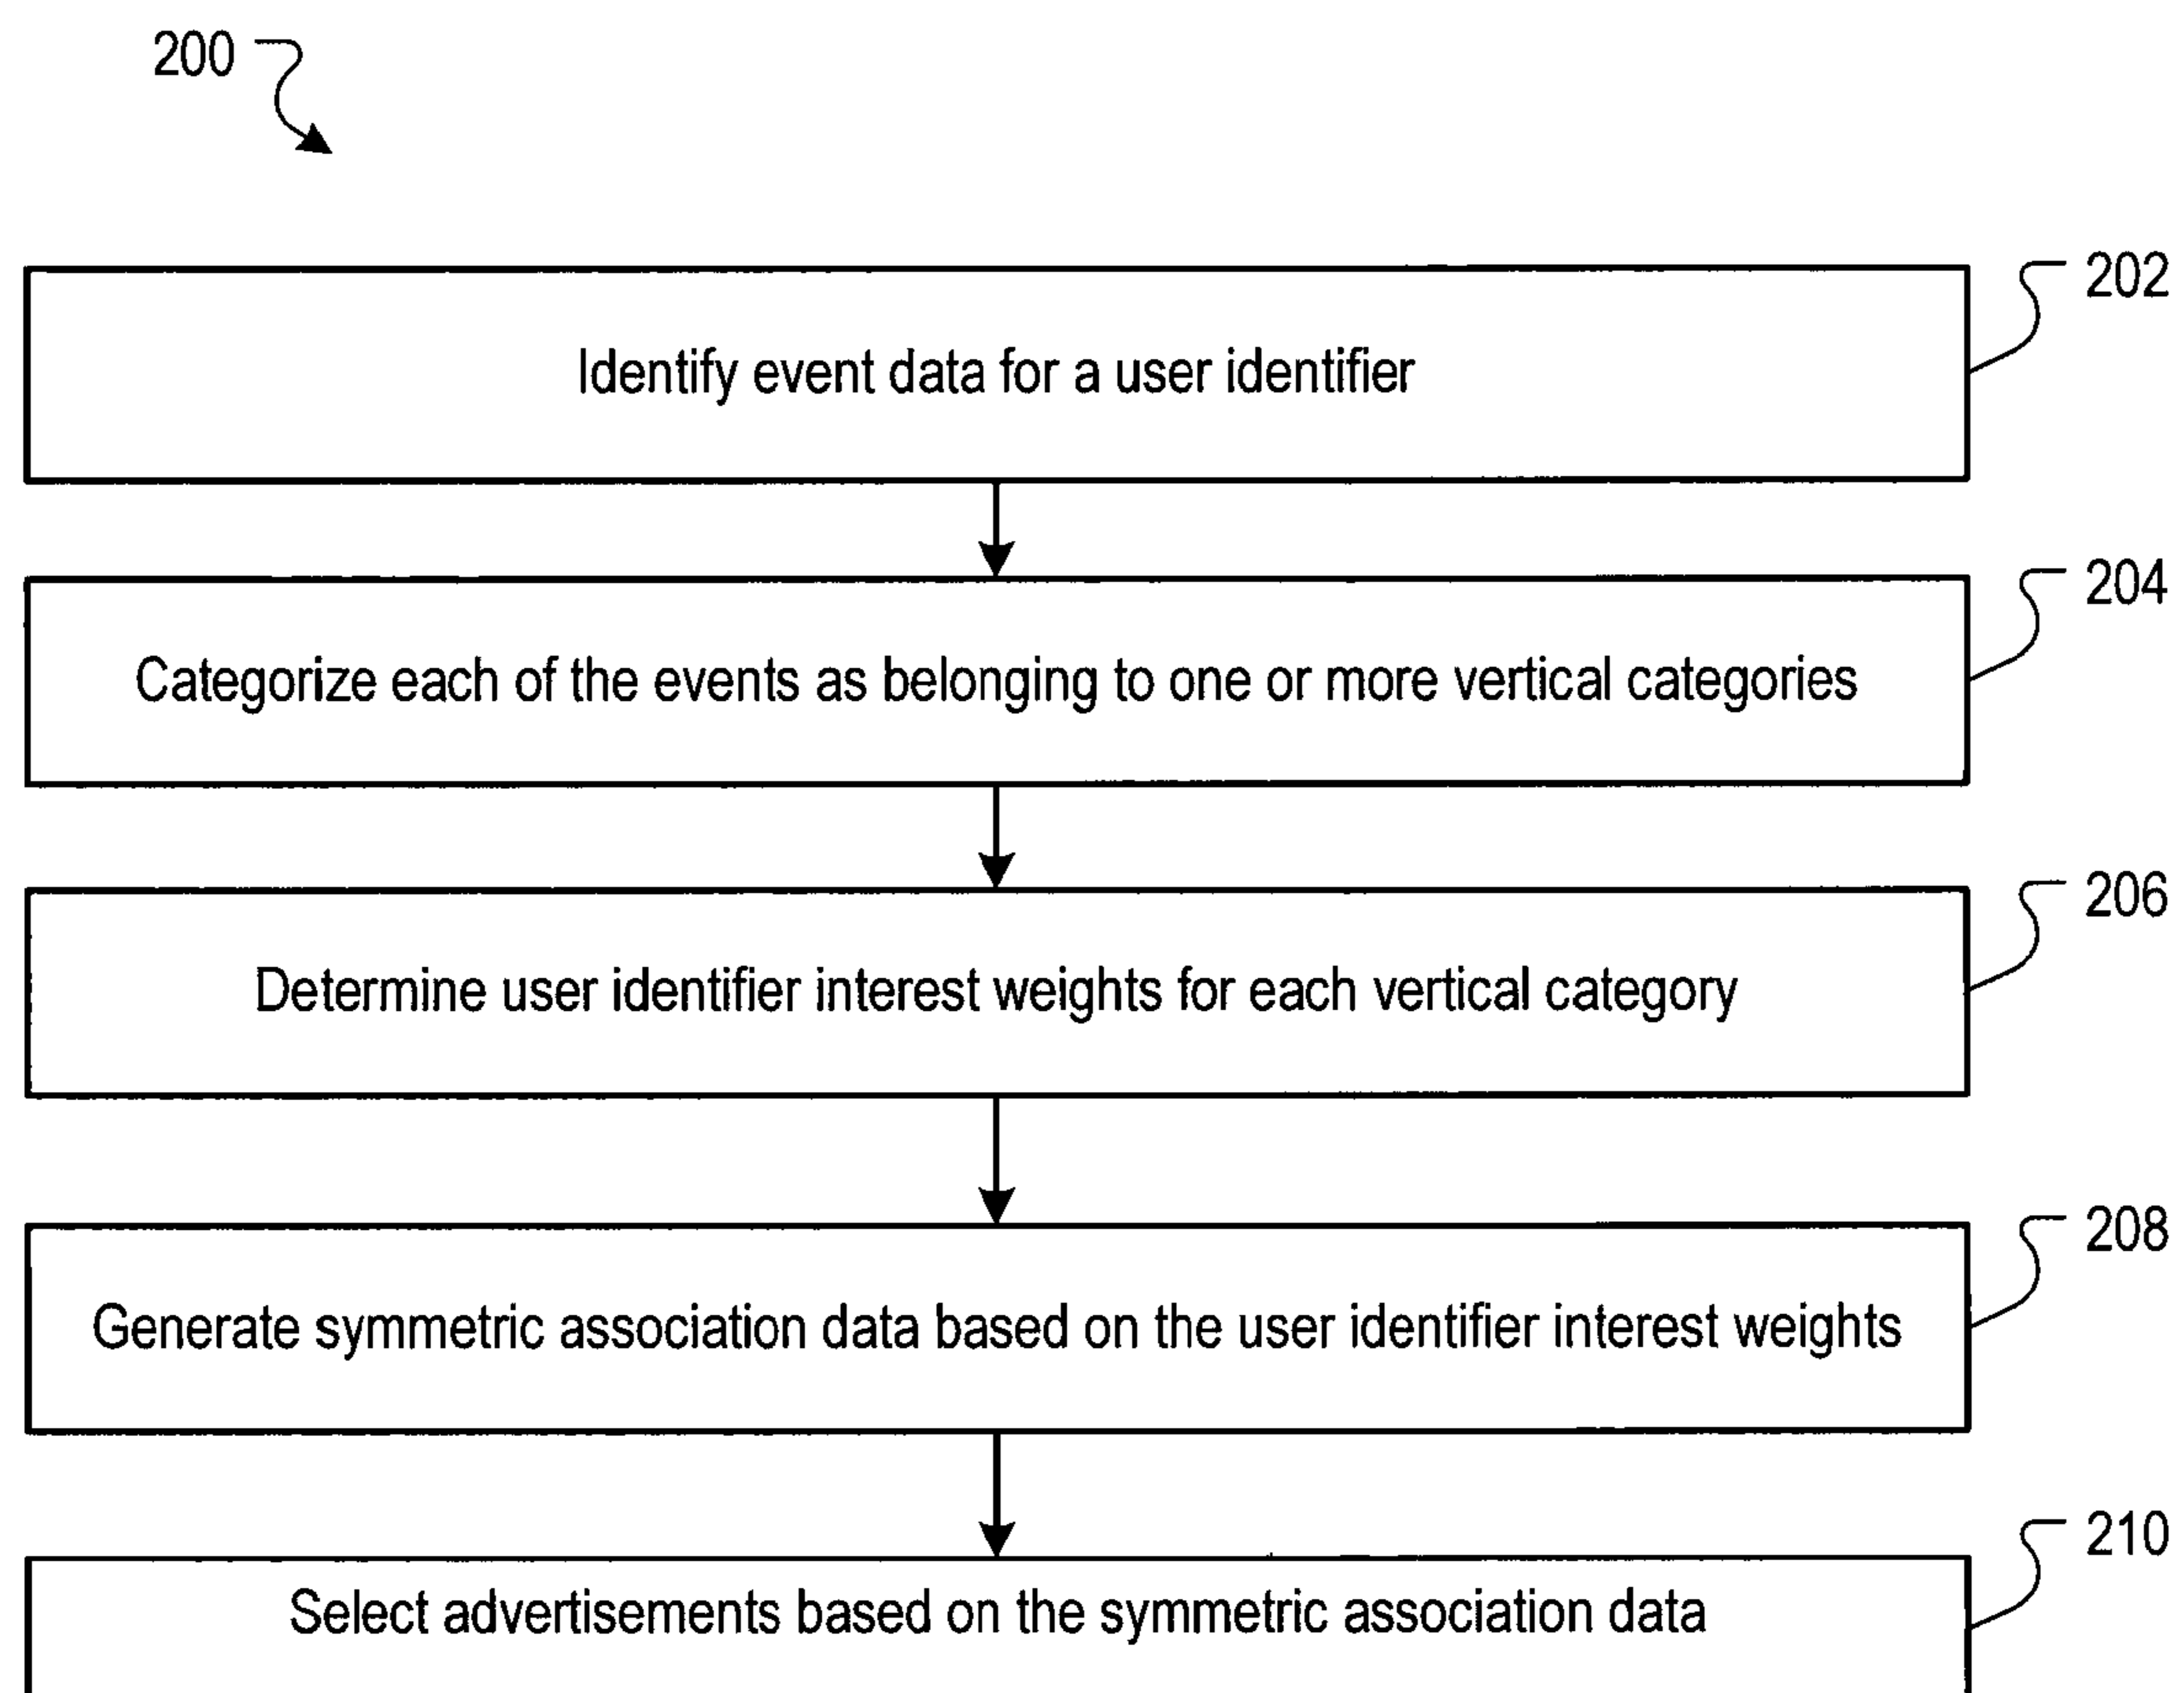 200
202
Identify event data for a user identifier
204
Categorize each of the events as belonging to one or more vertical categories
206
Determine user identifier interest weights for each vertical category
208
Generate symmetric association data based on the user identifier interest weights
210
Select advertisements based on the symmetric association data